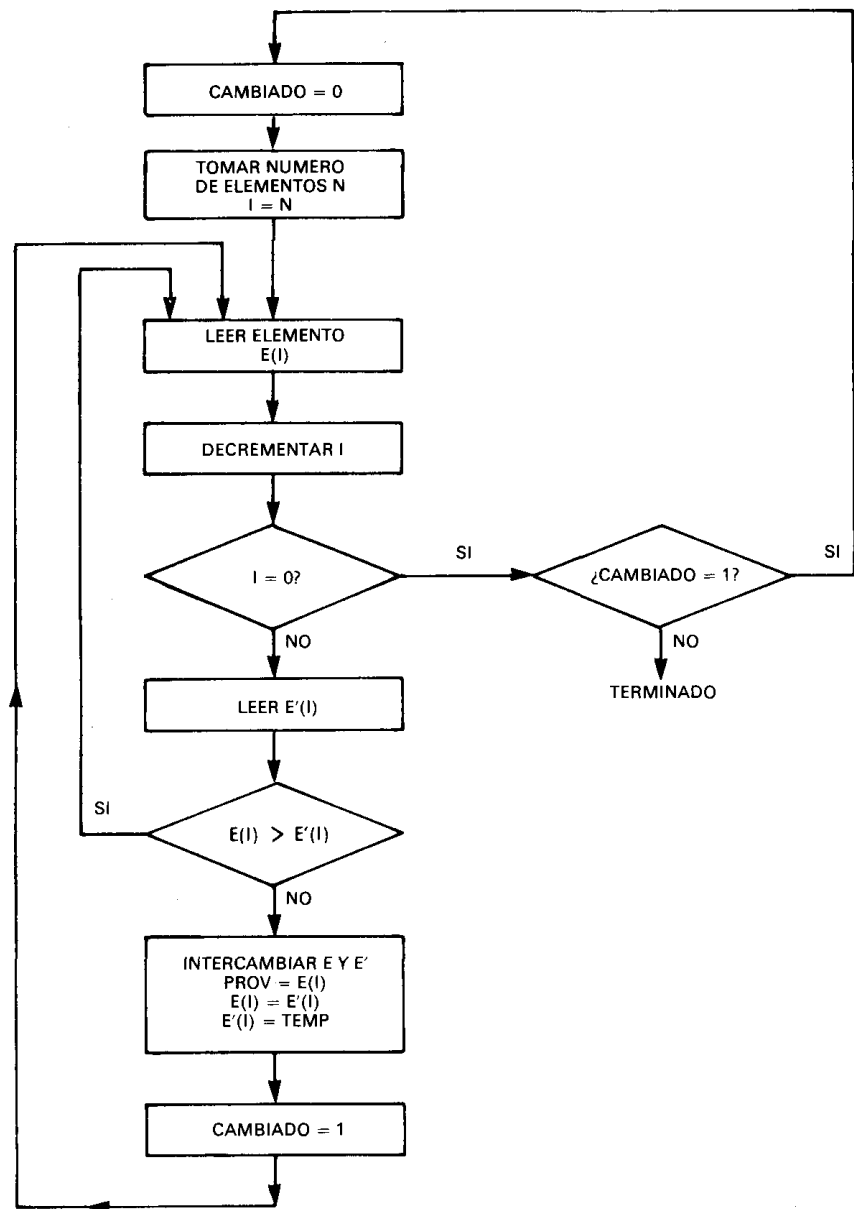 CAMBIADO = 0
TOMAR NUMERO
DE ELEMENTOS N
I = N
LEER ELEMENTO
E(I)
DECREMENTAR I
I = 0?
SI
¿CAMBIADO = 1?
SI
NO
NO
TERMINADO
LEER E'(I)
SI
E(I) > E'(I)
NO
INTERCAMBIAR E Y E'
PROV = E(I)
E(I) = E'(I)
E'(I) = TEMP
CAMBIADO = 1